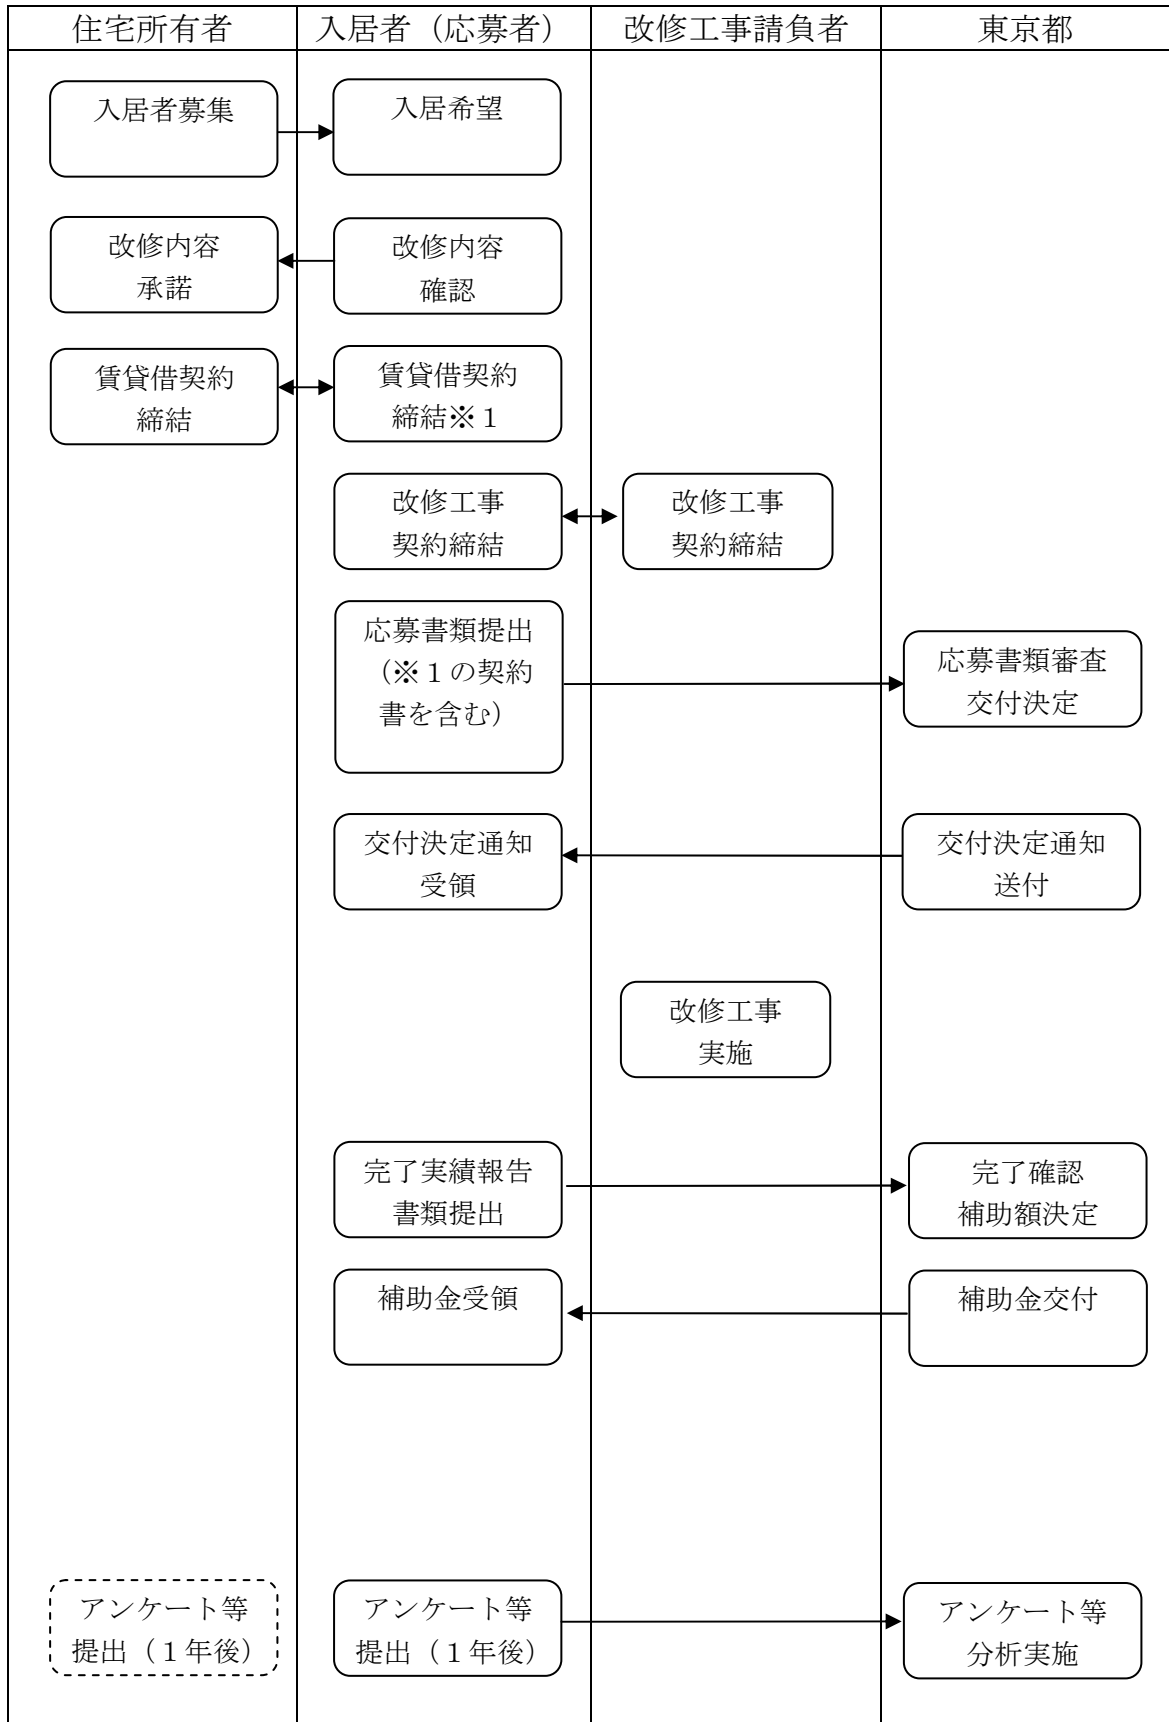 住宅所有者
入居者（応募者）
改修工事請負者
東京都
入居者募集
入居希望
改修内容
承諾
改修内容
確認
賃貸借契約
締結
賃貸借契約
締結※１
改修工事
契約締結
改修工事
契約締結
応募書類提出
（※１の契約
書を含む）
応募書類審査
交付決定
交付決定通知
受領
交付決定通知
送付
改修工事
実施
完了実績報告
書類提出
完了確認
補助額決定
補助金受領
補助金交付
アンケート等
提出（１年後）
アンケート等
提出（１年後）
アンケート等
分析実施